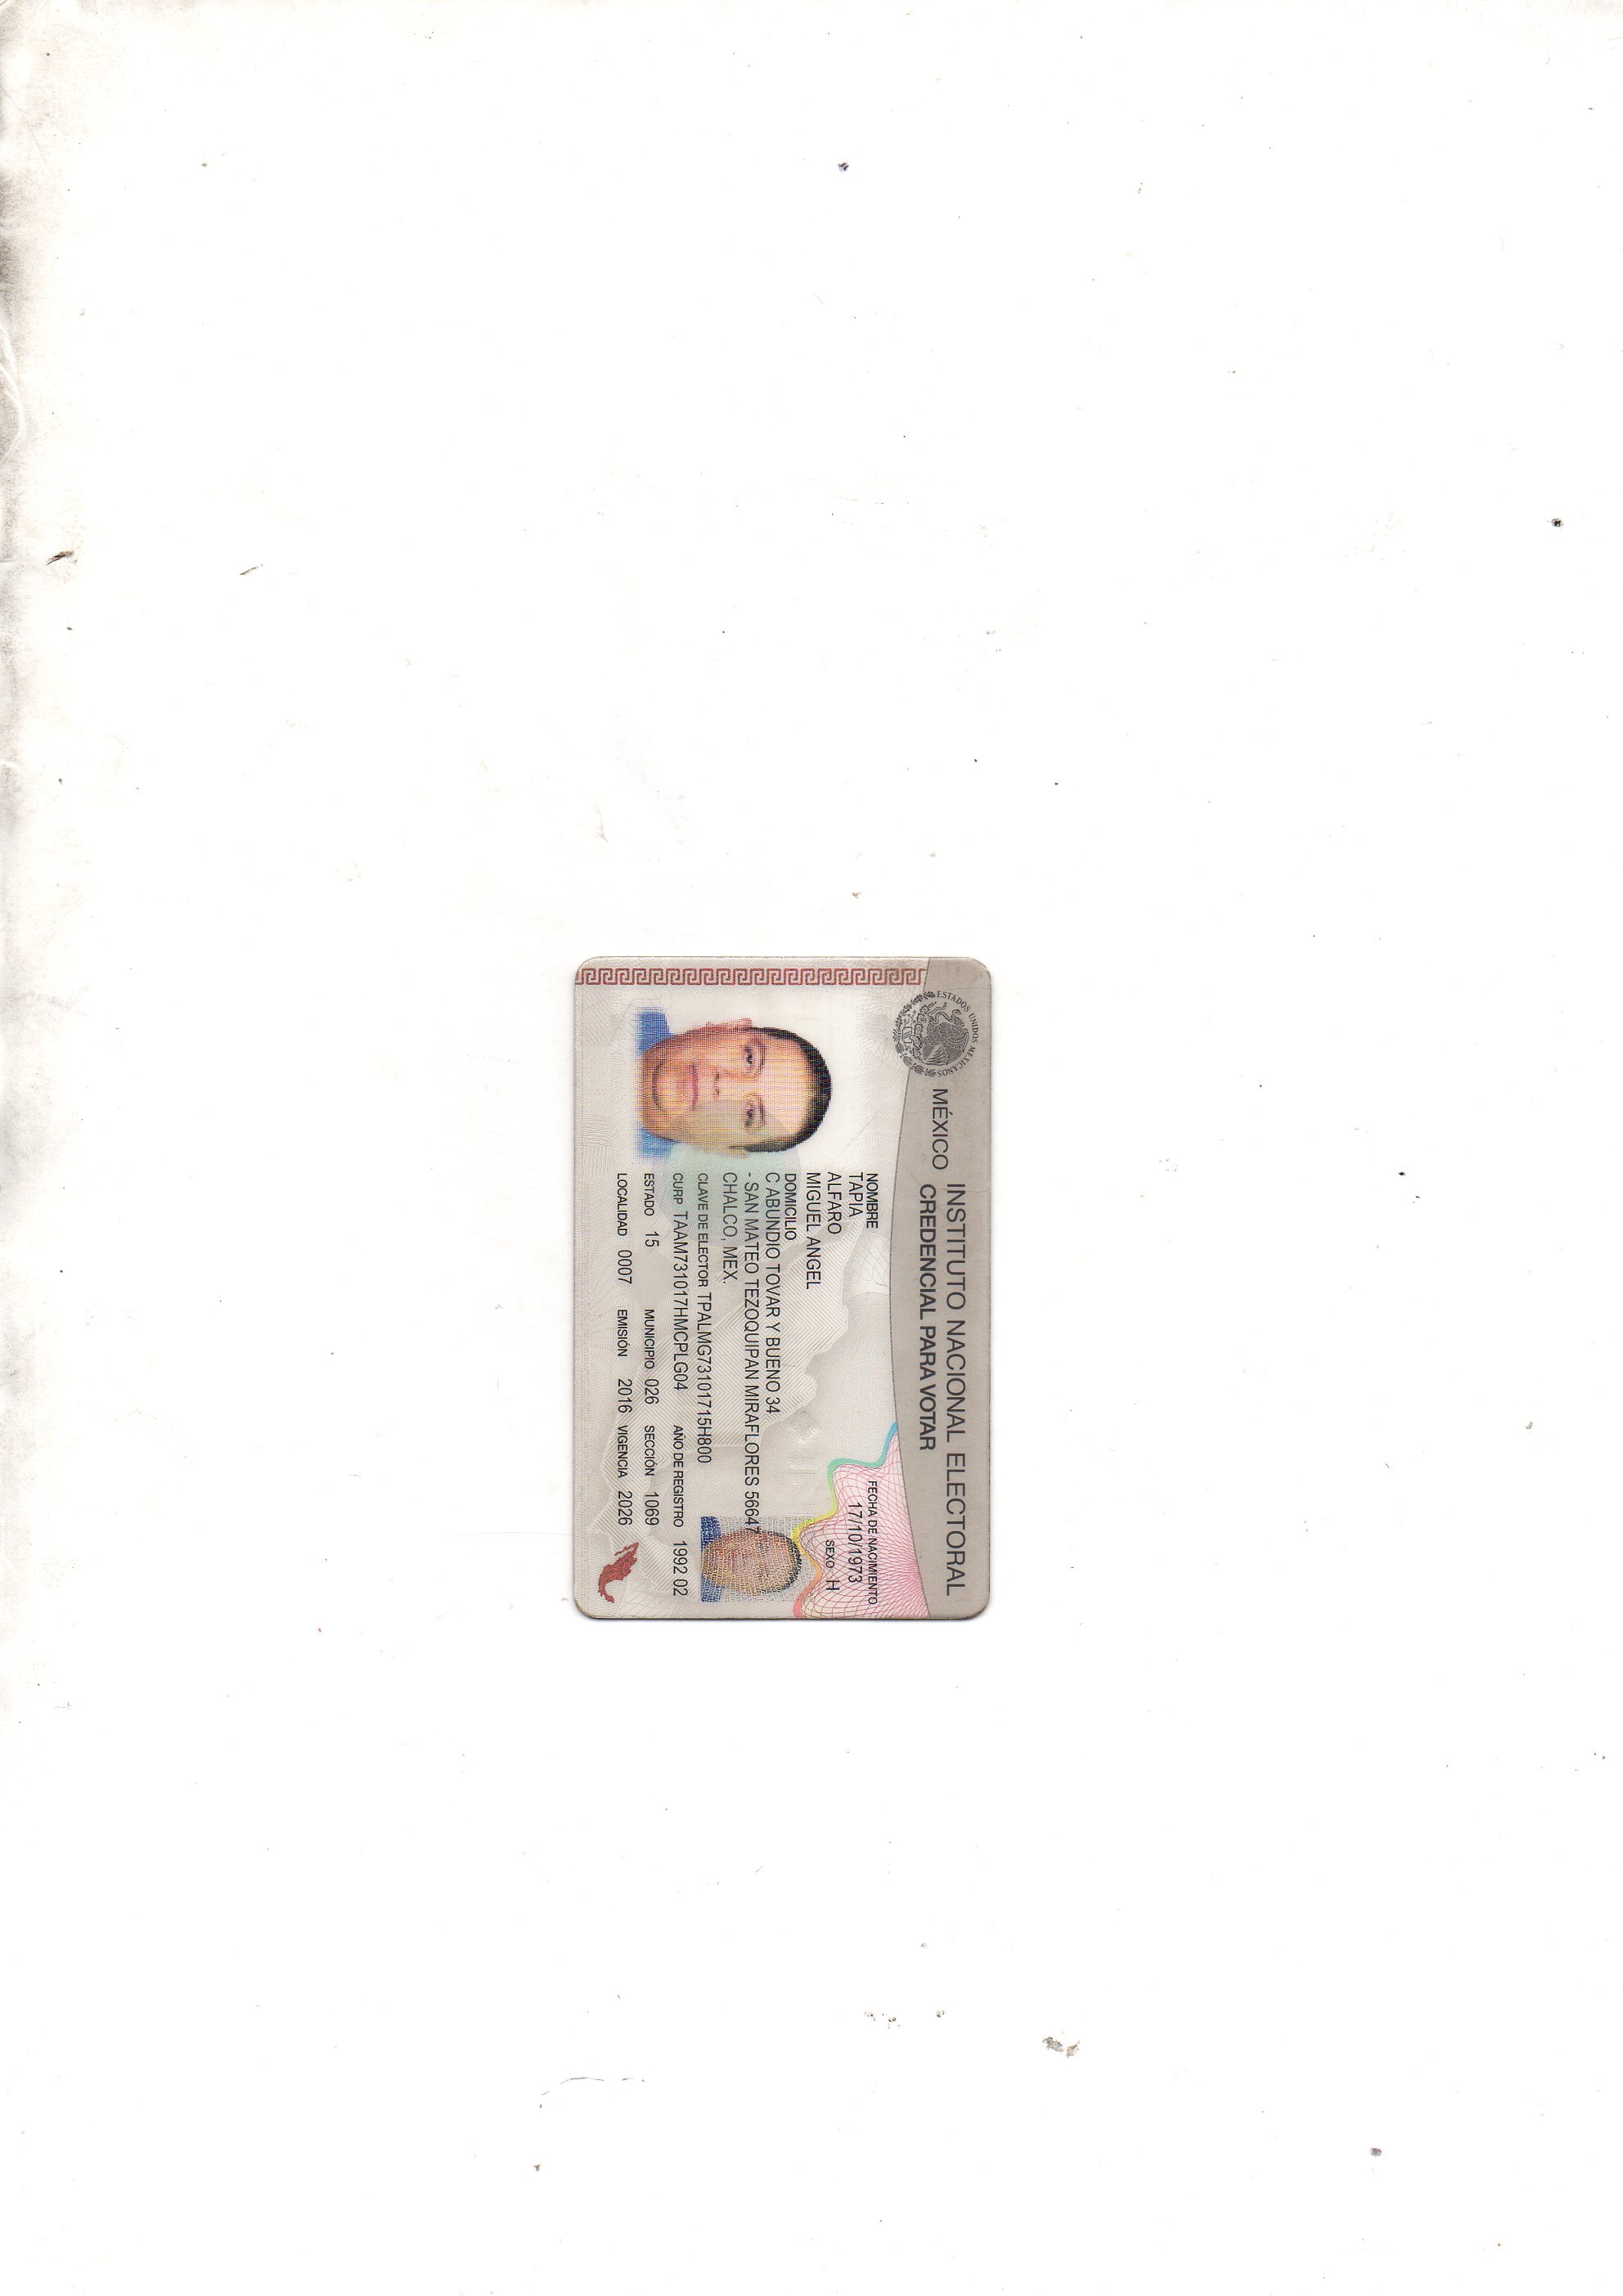 ESTADOS UNIDOS MEXICANOS
MÉXICO INSTITUTO NACIONAL ELECTORAL
CREDENCIAL PARA VOTAR
NOMBRE
TAPIA
ALFARO
MIGUEL ANGEL
FECHA DE NACIMIENTO
17/10/1973
SEXO H
DOMICILIO
C ABUNDIO TOVAR Y BUENO 34
- SAN MATEO TEZOQUIPAN MIRAFLORES 56647
CHALCO, MEX.
CLAVE DE ELECTOR TPALMG73101715H800
CURP TAAM731017HMCPLG04 AÑO DE REGISTRO 1992 02
ESTADO 15 MUNICIPIO 026 SECCIÓN 1069
LOCALIDAD 0007 EMISIÓN 2016 VIGENCIA 2026